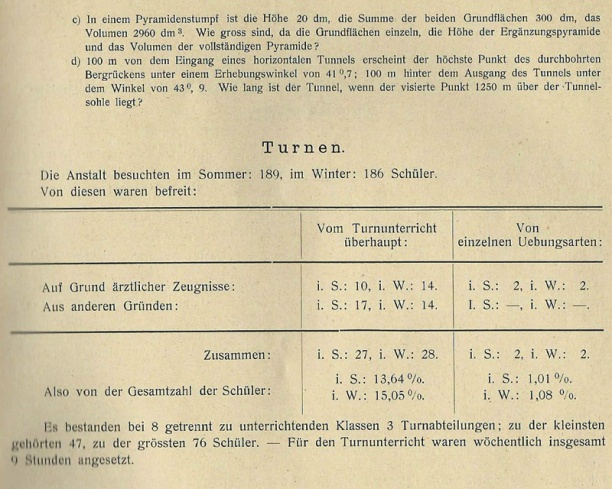 c) In einem Pyramidenstumpf ist die Höhe 20 dm, die Summe der beiden Grundflächen 300 dm, das
Volumen 2960 dm³. Wie gross sind, da die Grundflächen einzeln, die Höhe der Ergänzungspyramide
und das Volumen der vollständigen Pyramide?
d) 100 m von dem Eingang eines horizontalen Tunnels erscheint der höchste Punkt des durchbohrten
Bergrückens unter einem Erhebungswinkel von 41⁰,7; 100 m hinter dem Ausgang des Tunnels unter
dem Winkel von 43⁰, 9. Wie lang ist der Tunnel, wenn der visierte Punkt 1250 m über der Tunnel-
sohle liegt?
Turnen.
Die Anstalt besuchten im Sommer: 189, im Winter: 186 Schüler.
Von diesen waren befreit:
Vom Turnunterricht überhaupt: Von einzelnen Uebungsarten:
Auf Grund ärztlicher Zeugnisse: i. S.: 10, i. W.: 14. i. S.: 2, i. W.: 2.
Aus anderen Gründen: i. S.: 17, i. W.: 14. I. S.: —, i. W.: —.
Zusammen: i. S.: 27, i. W.: 28. i. S.: 2, i. W.: 2.
Also von der Gesamtzahl der Schüler: i. S.: 13,64 %. i. W.: 15,05 %. i. S.: 1,01 %. i. W.: 1,08 %.
Es bestanden bei 8 getrennt zu unterrichtenden Klassen 3 Turnabteilungen; zu der kleinsten
gehörten 47, zu der grössten 76 Schüler. — Für den Turnunterricht waren wöchentlich insgesamt
9 Stunden angesetzt.